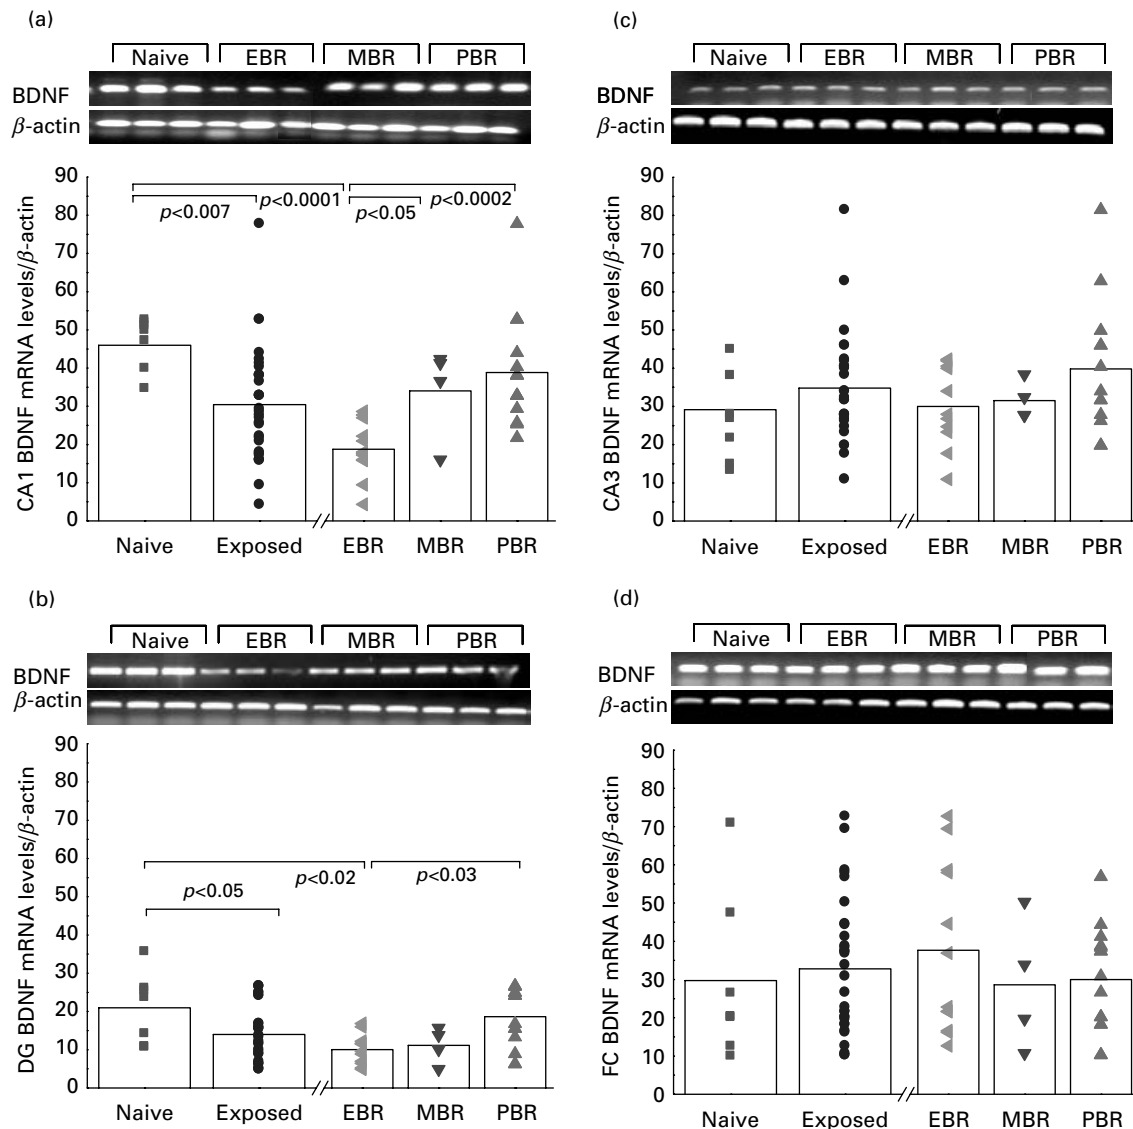 (a)
Naive EBR MBR PBR
BDNF
β-actin
90
80
70
60
50
40
30
20
10
0
CA1 BDNF mRNA levels/β-actin
p<0.007
p<0.0001
p<0.05
p<0.0002
Naive Exposed EBR MBR PBR
(c)
Naive EBR MBR PBR
BDNF
β-actin
90
80
70
60
50
40
30
20
10
0
CA3 BDNF mRNA levels/β-actin
Naive Exposed EBR MBR PBR
(b)
Naive EBR MBR PBR
BDNF
β-actin
90
80
70
60
50
40
30
20
10
0
DG BDNF mRNA levels/β-actin
p<0.05
p<0.02
p<0.03
Naive Exposed EBR MBR PBR
(d)
Naive EBR MBR PBR
BDNF
β-actin
90
80
70
60
50
40
30
20
10
0
FC BDNF mRNA levels/β-actin
Naive Exposed EBR MBR PBR